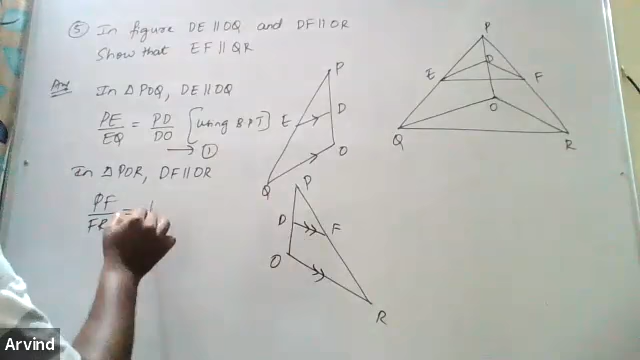 ⑤ In figure DE || OQ and DF || OR
Show that EF || QR
Ans In △ POQ, DE || OQ
PE/EQ = PD/DO [using BPT]
→ ①
In △ POR, DF || OR
PF/FR =
P
E
D
O
Q
P
D
F
O
R
P
D
E
F
O
Q
R
Arvind